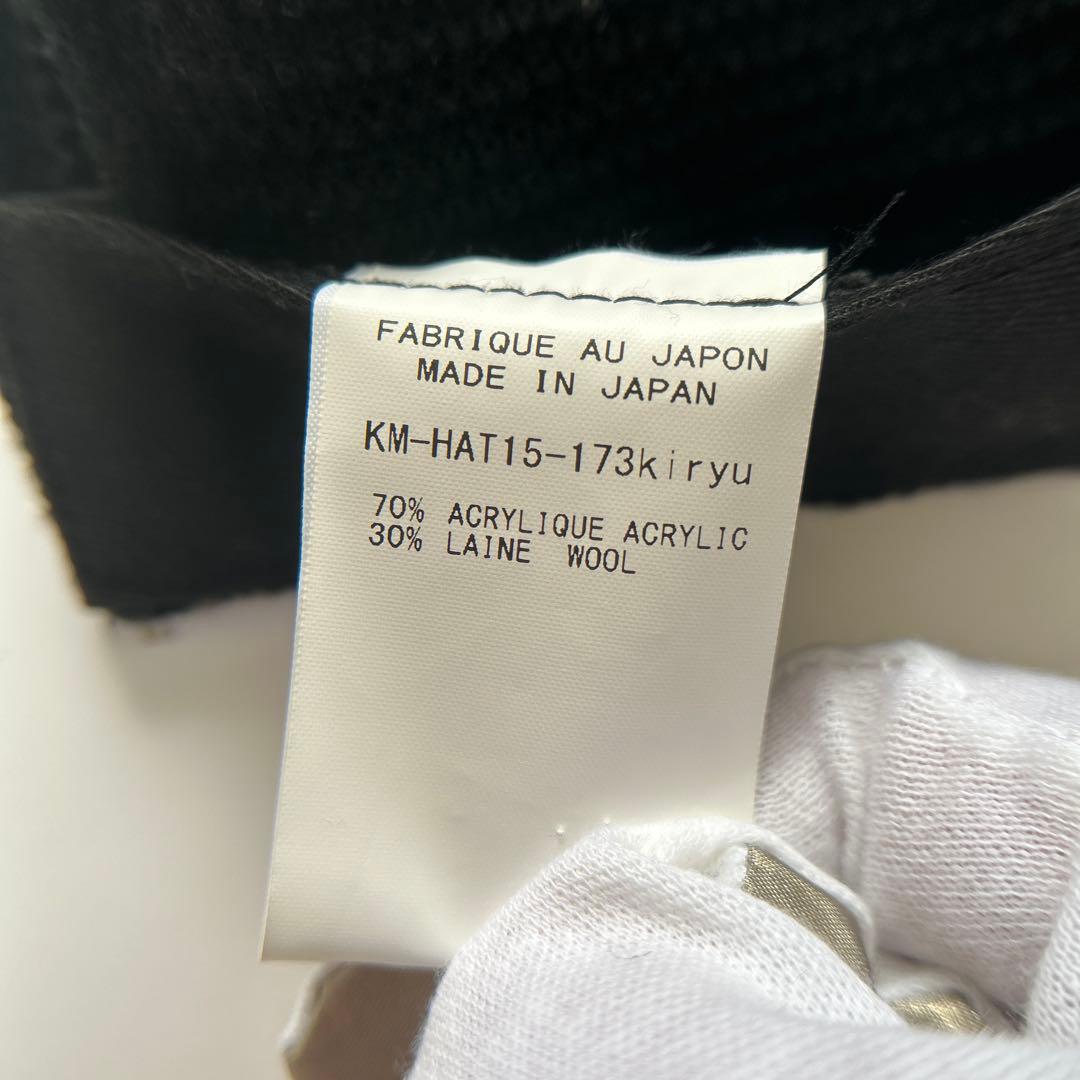 FABRIQUE AU JAPON
MADE IN JAPAN
KM-HAT15-173kiryu
70% ACRYLIQUE ACRYLIC
30% LAINE WOOL